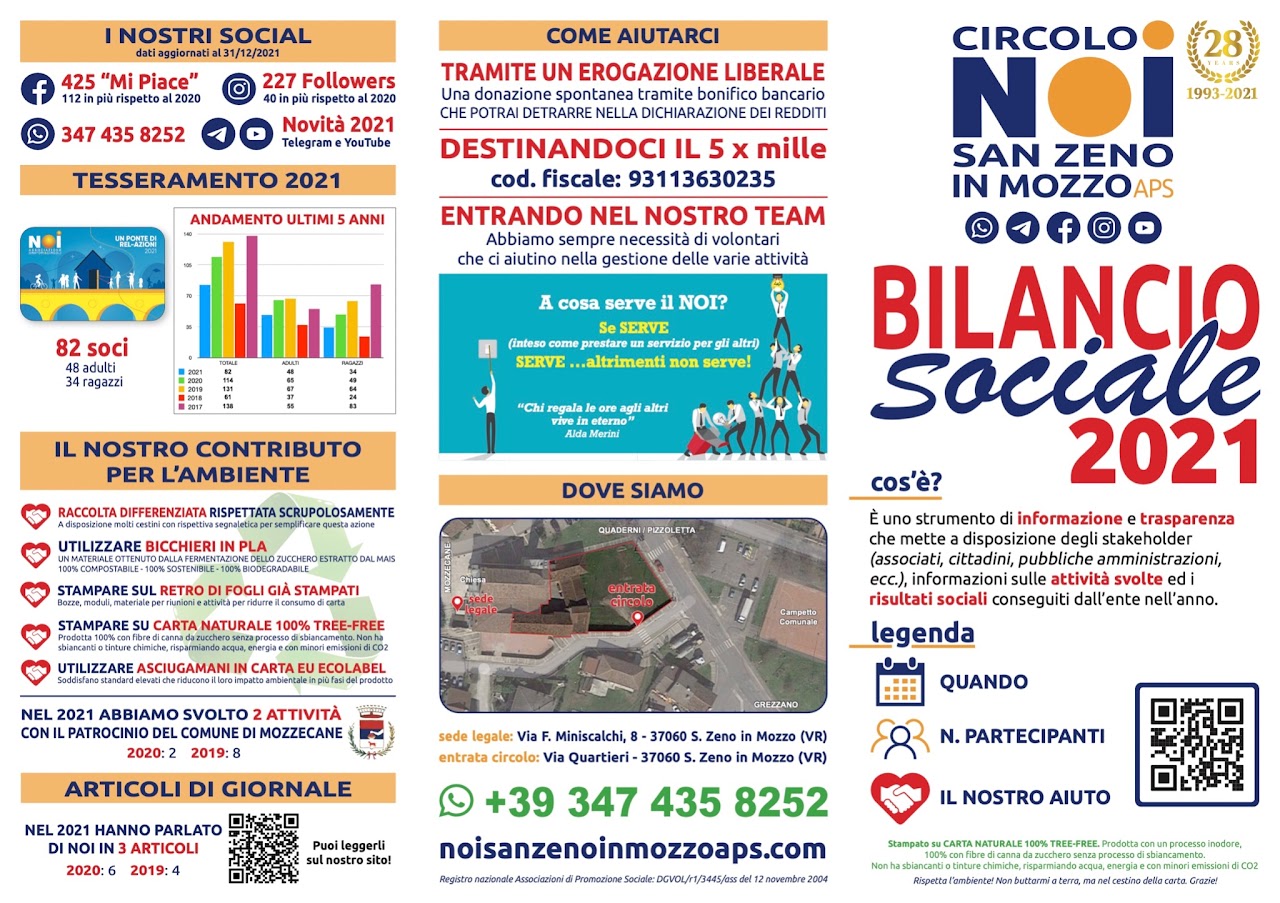 I NOSTRI SOCIAL
dati aggiornati al 31/12/2021
425 “Mi Piace”
112 in più rispetto al 2020
227 Followers
40 in più rispetto al 2020
347 435 8252
Novità 2021
Telegram e YouTube
TESSERAMENTO 2021
NOI
UN PONTE DI
REL-AZIONI
2021
82 soci
48 adulti
34 ragazzi
ANDAMENTO ULTIMI 5 ANNI
140
105
70
35
0
TOTALE ADULTI RAGAZZI
2021 82 48 34
2020 114 65 49
2019 131 67 64
2018 61 37 24
2017 138 55 83
IL NOSTRO CONTRIBUTO
PER L’AMBIENTE
RACCOLTA DIFFERENZIATA RISPETTATA SCRUPOLOSAMENTE
A disposizione molti cestini con rispettiva segnaletica per semplificare questa azione
UTILIZZARE BICCHIERI IN PLA
UN MATERIALE OTTENUTO DALLA FERMENTAZIONE DELLO ZUCCHERO ESTRATTO DAL MAIS
100% COMPOSTABILE - 100% SOSTENIBILE - 100% BIODEGRADABILE
STAMPARE SUL RETRO DI FOGLI GIÀ STAMPATI
Bozze, moduli, materiale per riunioni e attività per ridurre il consumo di carta
STAMPARE SU CARTA NATURALE 100% TREE-FREE
Prodotta 100% con fibre di canna da zucchero senza processo di sbiancamento. Non ha
sbiancanti o tinture chimiche, risparmiando acqua, energia e con minori emissioni di CO2
UTILIZZARE ASCIUGAMANI IN CARTA EU ECOLABEL
Soddisfano standard elevati che riducono il loro impatto ambientale in più fasi del prodotto
NEL 2021 ABBIAMO SVOLTO 2 ATTIVITÀ
CON IL PATROCINIO DEL COMUNE DI MOZZECANE
2020: 2 2019: 8
ARTICOLI DI GIORNALE
NEL 2021 HANNO PARLATO
DI NOI IN 3 ARTICOLI
2020: 6 2019: 4
Puoi leggerli
sul nostro sito!
COME AIUTARCI
TRAMITE UN EROGAZIONE LIBERALE
Una donazione spontanea tramite bonifico bancario
CHE POTRAI DETRARRE NELLA DICHIARAZIONE DEI REDDITI
DESTINANDOCI IL 5 x mille
cod. fiscale: 93113630235
ENTRANDO NEL NOSTRO TEAM
Abbiamo sempre necessità di volontari
che ci aiutino nella gestione delle varie attività
A cosa serve il NOI?
Se SERVE
(inteso come prestare un servizio per gli altri)
SERVE ...altrimenti non serve!
“Chi regala le ore agli altri
vive in eterno”
Alda Merini
DOVE SIAMO
QUADERNI / PIZZOLETTA
MOZZECANE
Chiesa
sede
legale
entrata
circolo
Campetto
Comunale
GREZZANO
sede legale: Via F. Miniscalchi, 8 - 37060 S. Zeno in Mozzo (VR)
entrata circolo: Via Quartieri - 37060 S. Zeno in Mozzo (VR)
+39 347 435 8252
noisanzenoinmozzoaps.com
Registro nazionale Associazioni di Promozione Sociale: DGVOL/r1/3445/ass del 12 novembre 2004
CIRCOLO
NOI
SAN ZENO
IN MOZZO APS
28
YEARS
1993-2021
BILANCIO
Sociale
2021
cos’è?
È uno strumento di informazione e trasparenza
che mette a disposizione degli stakeholder
(associati, cittadini, pubbliche amministrazioni,
ecc.), informazioni sulle attività svolte ed i
risultati sociali conseguiti dall’ente nell’anno.
legenda
QUANDO
N. PARTECIPANTI
IL NOSTRO AIUTO
Stampato su CARTA NATURALE 100% TREE-FREE. Prodotta con un processo inodore,
100% con fibre di canna da zucchero senza processo di sbiancamento.
Non ha sbiancanti o tinture chimiche, risparmiando acqua, energia e con minori emissioni di CO2
Rispetta l’ambiente! Non buttarmi a terra, ma nel cestino della carta. Grazie!